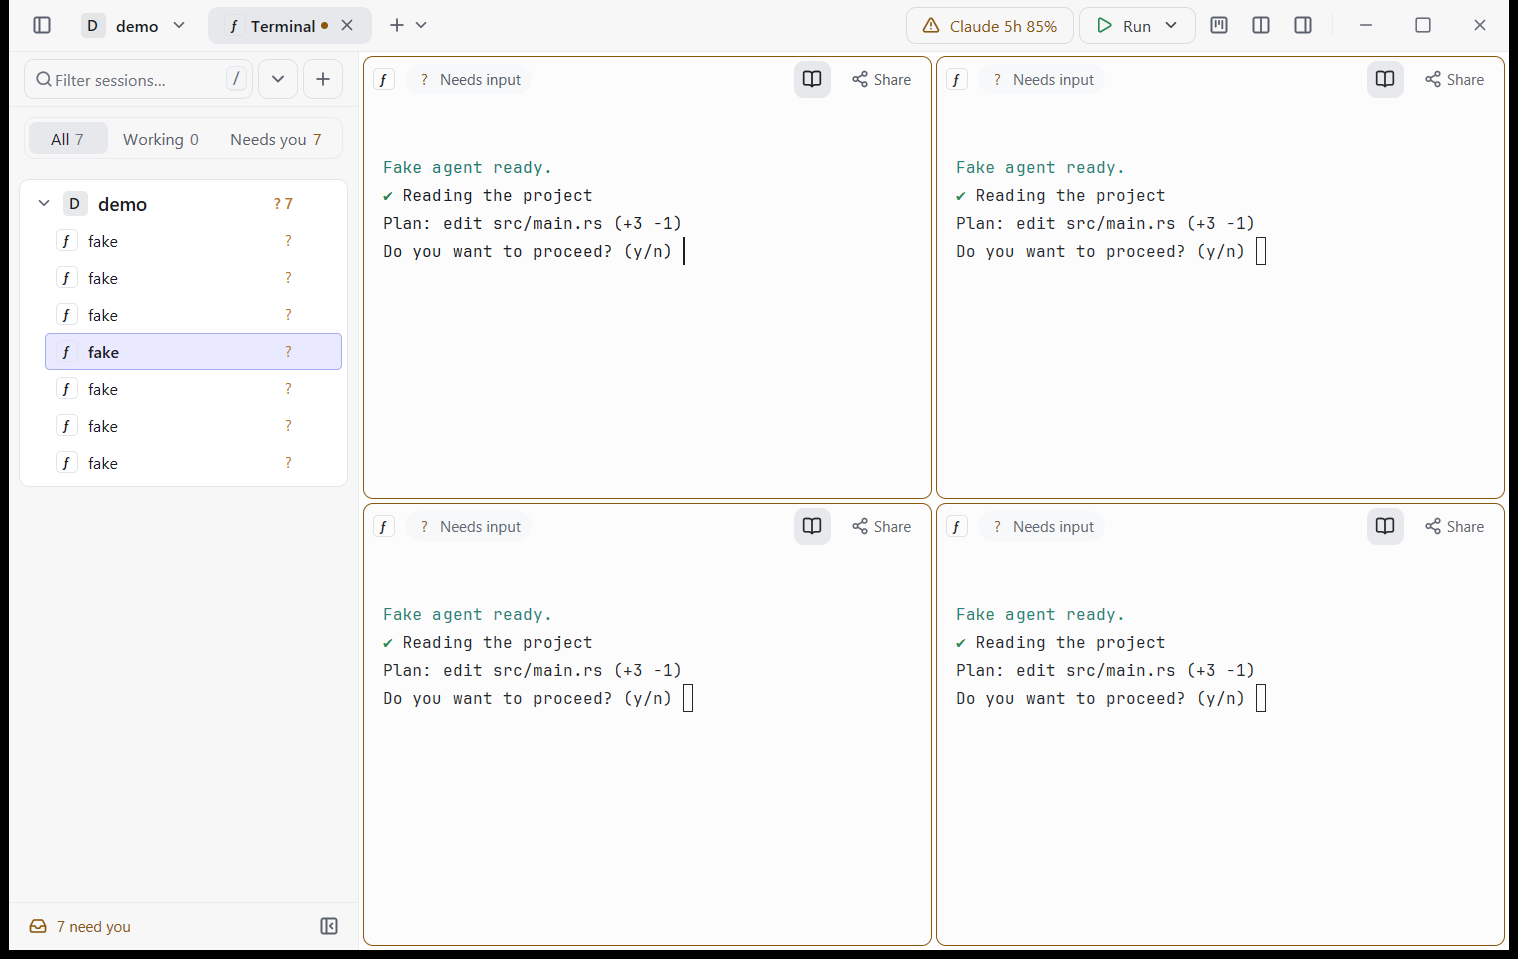 D demo
f Terminal
Claude 5h 85%
Run
Filter sessions... /
All 7 Working 0 Needs you 7
D demo ? 7
f fake ?
f fake ?
f fake ?
f fake ?
f fake ?
f fake ?
f fake ?
7 need you
f ? Needs input Share
Fake agent ready.
✔ Reading the project
Plan: edit src/main.rs (+3 -1)
Do you want to proceed? (y/n)
f ? Needs input Share
Fake agent ready.
✔ Reading the project
Plan: edit src/main.rs (+3 -1)
Do you want to proceed? (y/n)
f ? Needs input Share
Fake agent ready.
✔ Reading the project
Plan: edit src/main.rs (+3 -1)
Do you want to proceed? (y/n)
f ? Needs input Share
Fake agent ready.
✔ Reading the project
Plan: edit src/main.rs (+3 -1)
Do you want to proceed? (y/n)